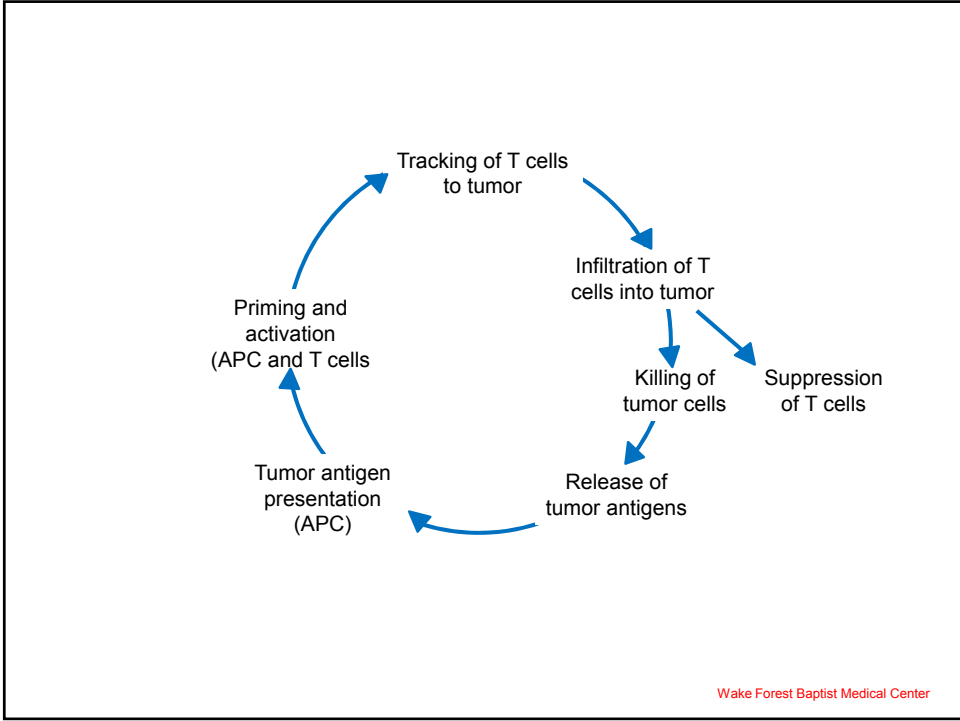 Tracking of T cells
to tumor
Infiltration of T
cells into tumor
Priming and
activation
(APC and T cells
Killing of
tumor cells
Suppression
of T cells
Tumor antigen
presentation
(APC)
Release of
tumor antigens
Wake Forest Baptist Medical Center